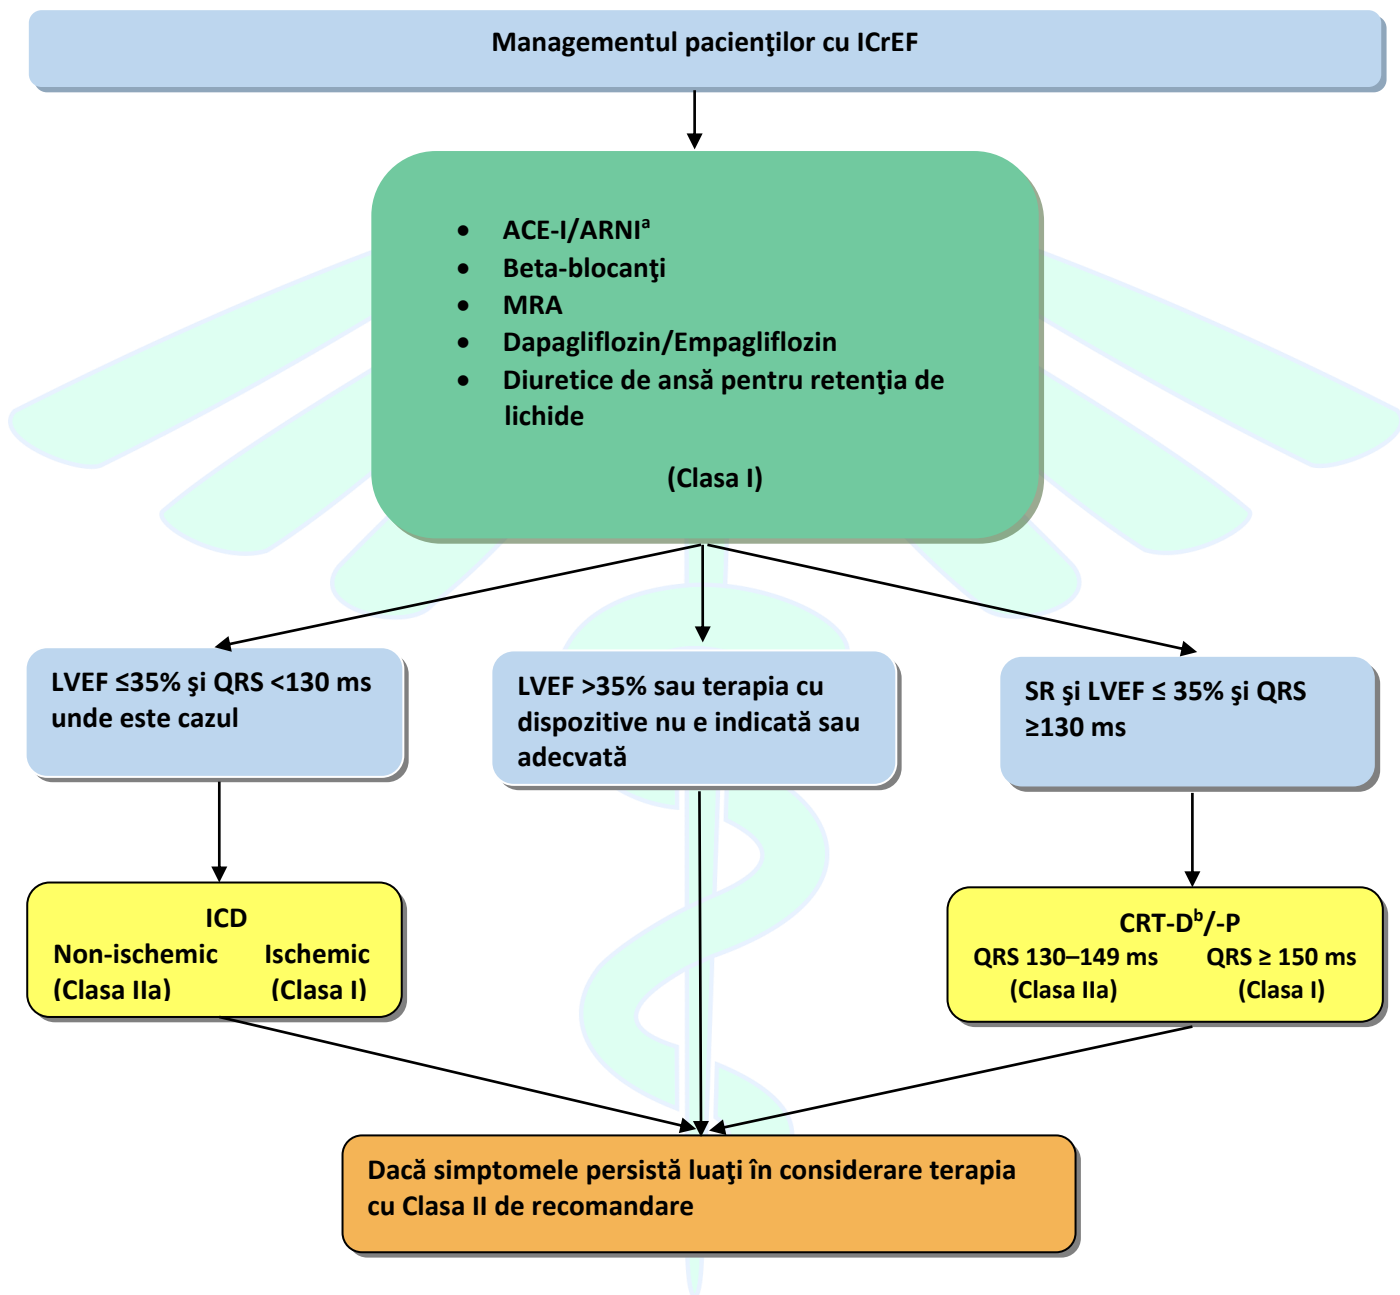 Managementul pacienţilor cu ICrEF
• ACE-I/ARNIᵃ
• Beta-blocanţi
• MRA
• Dapagliflozin/Empagliflozin
• Diuretice de ansă pentru retenţia de
lichide
(Clasa I)
LVEF ≤35% şi QRS <130 ms
unde este cazul
LVEF >35% sau terapia cu
dispozitive nu e indicată sau
adecvată
SR şi LVEF ≤ 35% şi QRS
≥130 ms
ICD
Non-ischemic Ischemic
(Clasa IIa) (Clasa I)
CRT-Dᵇ/-P
QRS 130–149 ms QRS ≥ 150 ms
(Clasa IIa) (Clasa I)
Dacă simptomele persistă luaţi în considerare terapia
cu Clasa II de recomandare